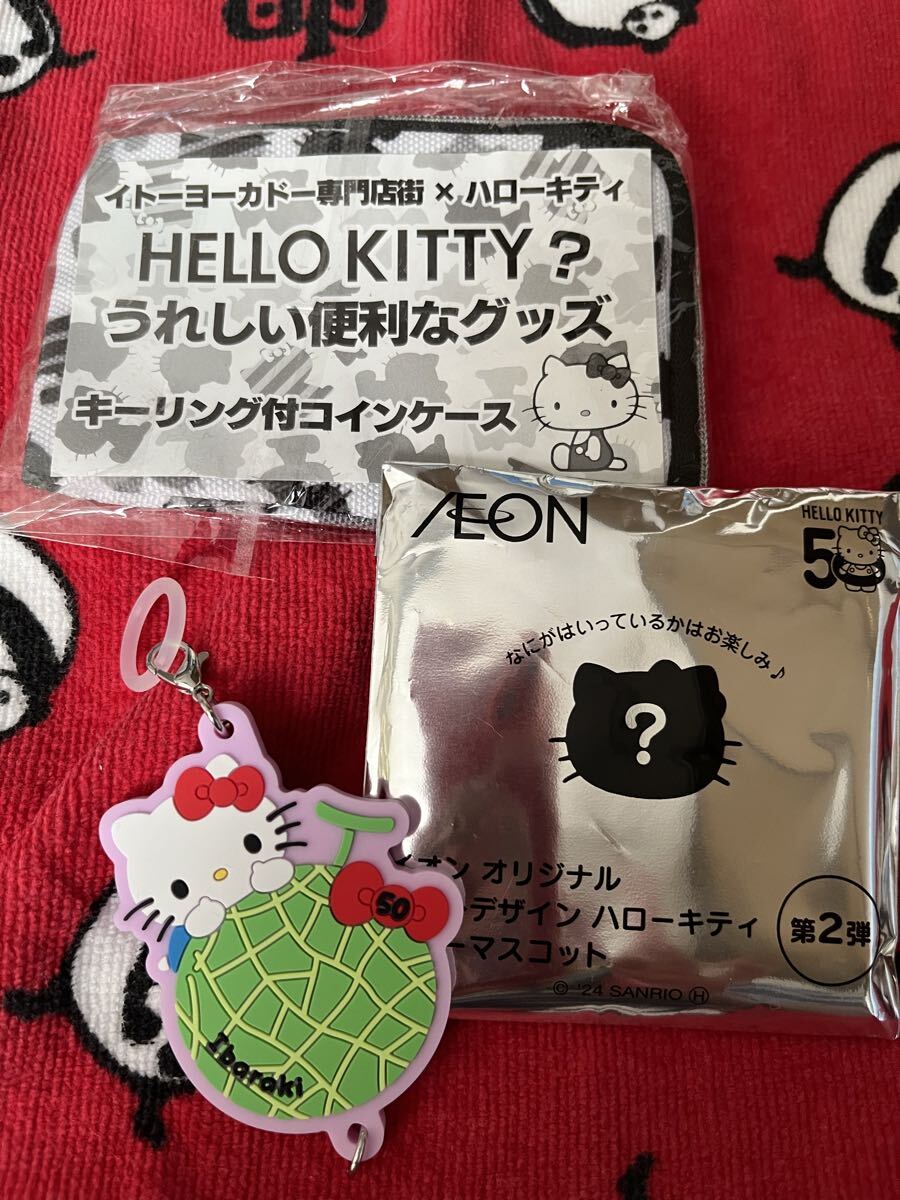 イトーヨーカドー専門店街 × ハローキティ
HELLO KITTY ?
うれしい便利なグッズ
キーリング付コインケース
ÆON
HELLO KITTY
50
なにがはいっているかはお楽しみ♪
?
イオン オリジナル
デザイン ハローキティ
マスコット
第2弾
© '24 SANRIO Ⓗ
50
Ibaraki